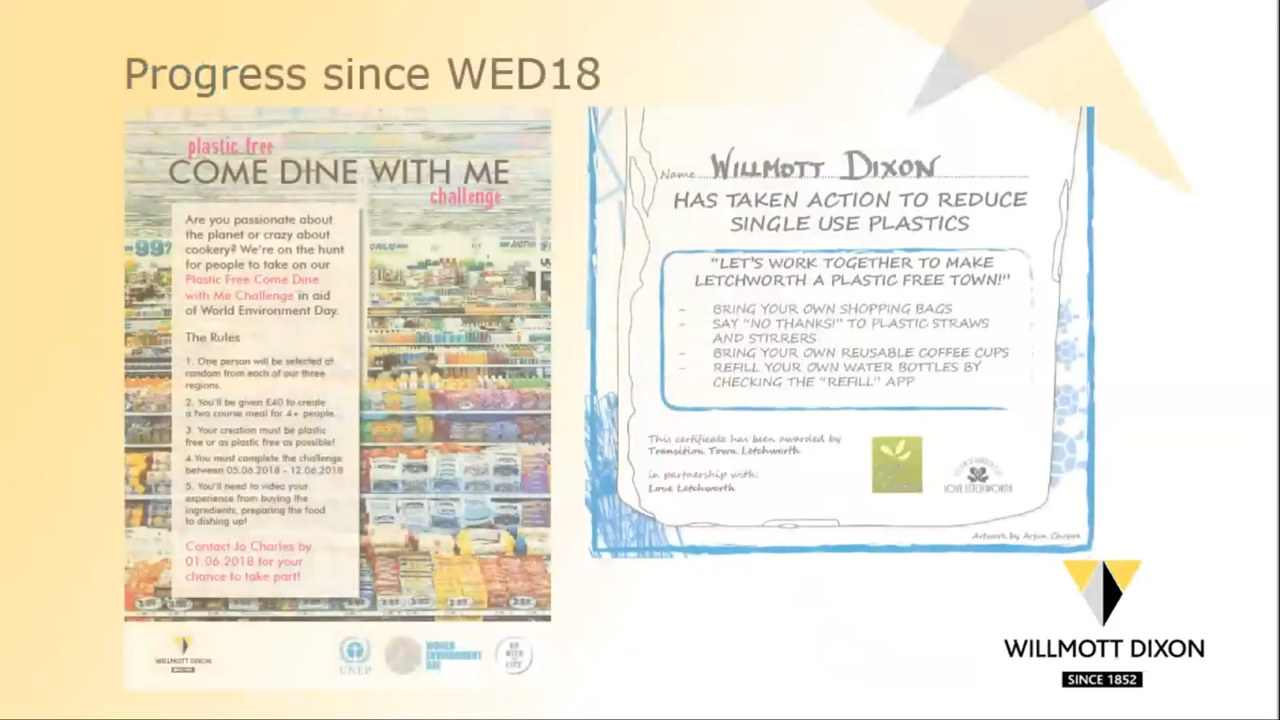 Progress since WED18
plastic free
COME DINE WITH ME
challenge
Are you passionate about
the planet or crazy about
cookery? We're on the hunt
for people to take on our
Plastic Free Come Dine
with Me Challenge in aid
of World Environment Day.
The Rules
1. One person will be selected at
random from each of our three
regions.
2. You'll be given £40 to create
a two course meal for 4+ people.
3. Your creation must be plastic
free or as plastic free as possible!
4. You must complete the challenge
between 05.06.2018 - 12.06.2018
5. You'll need to video your
experience from buying the
ingredients, preparing the food
to dishing up!
Contact Jo Charles by
01.06.2018 for your
chance to take part!
WILLMOTT DIXON
UNEP
WORLD
ENVIRONMENT
DAY
Name WILLMOTT DIXON
HAS TAKEN ACTION TO REDUCE
SINGLE USE PLASTICS
"LET'S WORK TOGETHER TO MAKE
LETCHWORTH A PLASTIC FREE TOWN!"
- BRING YOUR OWN SHOPPING BAGS
- SAY "NO THANKS!" TO PLASTIC STRAWS
AND STIRRERS
- BRING YOUR OWN REUSABLE COFFEE CUPS
- REFILL YOUR OWN WATER BOTTLES BY
CHECKING THE "REFILL" APP
This certificate has been awarded by
Transition Town Letchworth
in partnership with:
Love Letchworth
LOVE LETCHWORTH
Artwork by Arjun Chopra
WILLMOTT DIXON
SINCE 1852